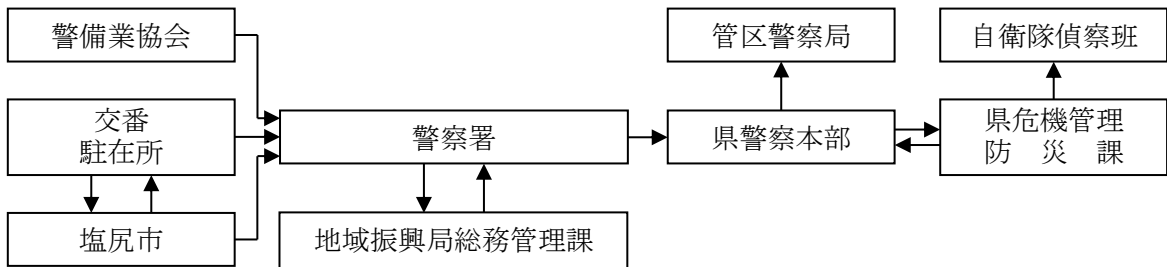 警備業協会
管区警察局
自衛隊偵察班
交番
駐在所
警察署
県警察本部
県危機管理
防災課
塩尻市
地域振興局総務管理課